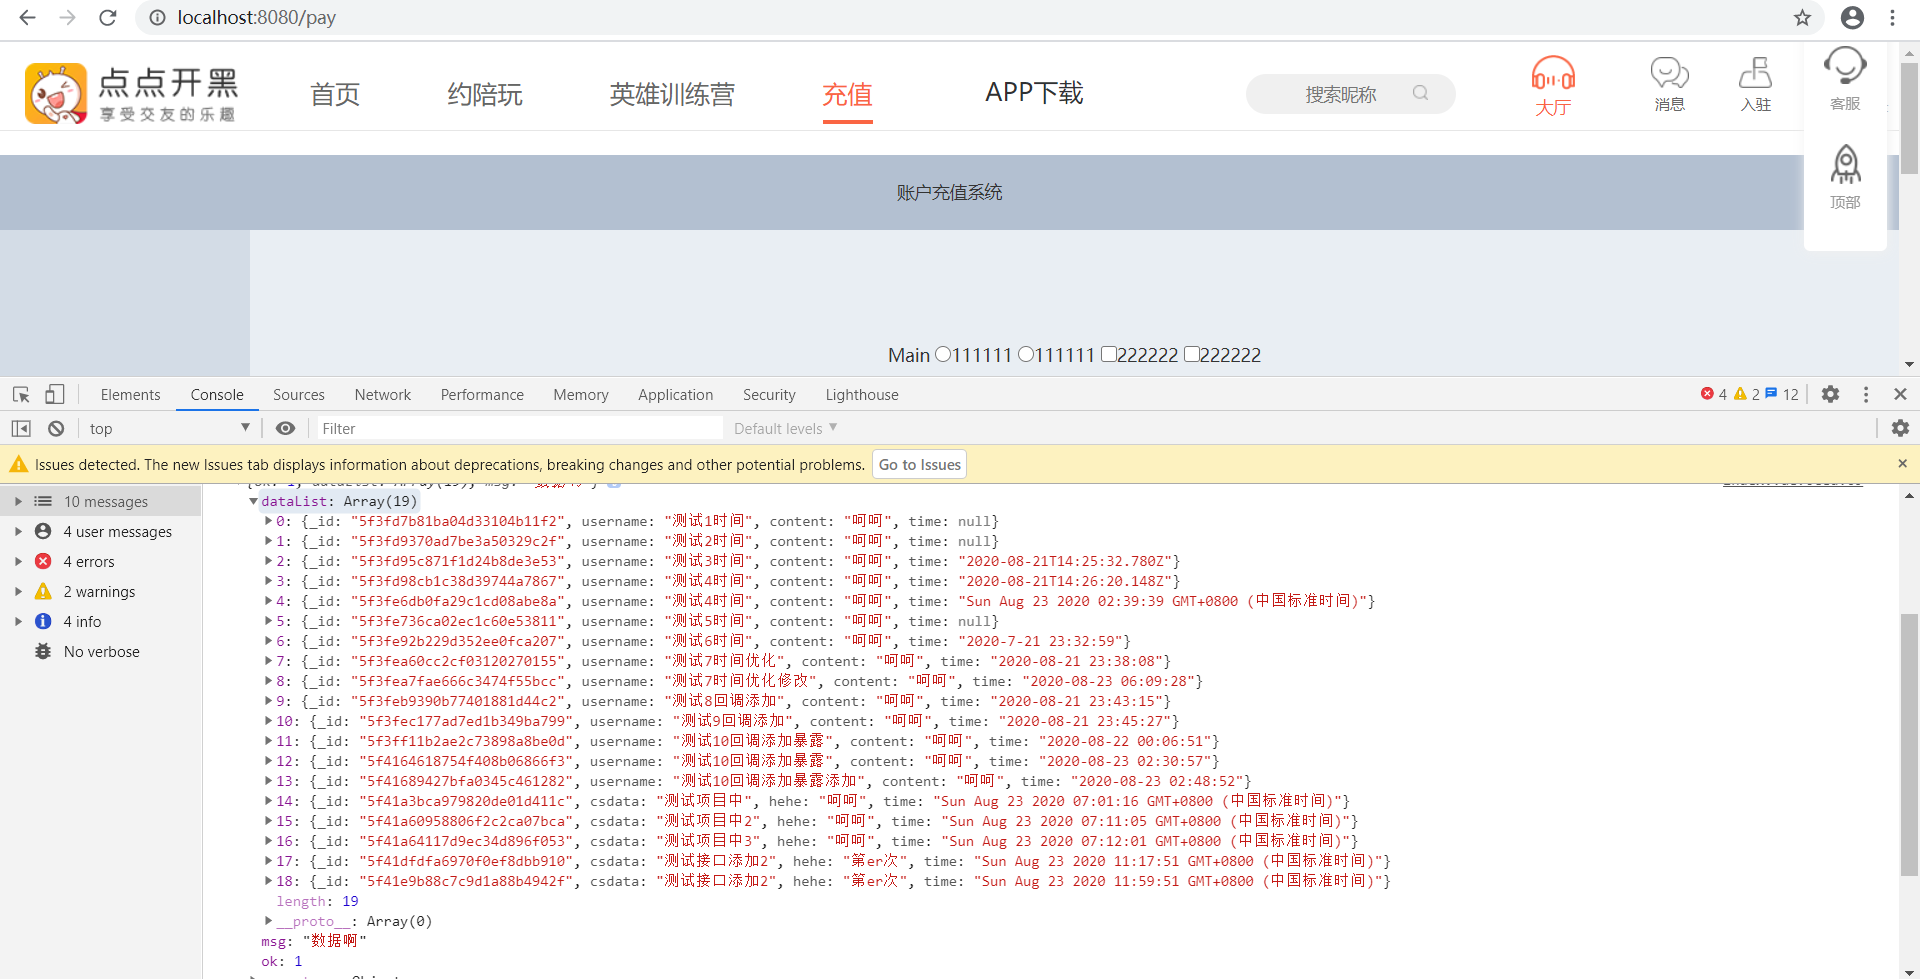 localhost:8080/pay
点点开黑
享受交友的乐趣
首页 约陪玩 英雄训练营 充值 APP下载 搜索昵称 大厅 消息 入驻 客服
顶部
账户充值系统
Main 111111 111111 222222 222222
Elements Console Sources Network Performance Memory Application Security Lighthouse 4 2 12
top Filter Default levels
Issues detected. The new Issues tab displays information about deprecations, breaking changes and other potential problems. Go to Issues
10 messages
4 user messages
4 errors
2 warnings
4 info
No verbose
dataList: Array(19)
0: {_id: "5f3fd7b81ba04d33104b11f2", username: "测试1时间", content: "呵呵", time: null}
1: {_id: "5f3fd9370ad7be3a50329c2f", username: "测试2时间", content: "呵呵", time: null}
2: {_id: "5f3fd95c871f1d24b8de3e53", username: "测试3时间", content: "呵呵", time: "2020-08-21T14:25:32.780Z"}
3: {_id: "5f3fd98cb1c38d39744a7867", username: "测试4时间", content: "呵呵", time: "2020-08-21T14:26:20.148Z"}
4: {_id: "5f3fe6db0fa29c1cd08abe8a", username: "测试4时间", content: "呵呵", time: "Sun Aug 23 2020 02:39:39 GMT+0800 (中国标准时间)"}
5: {_id: "5f3fe736ca02ec1c60e53811", username: "测试5时间", content: "呵呵", time: null}
6: {_id: "5f3fe92b229d352ee0fca207", username: "测试6时间", content: "呵呵", time: "2020-7-21 23:32:59"}
7: {_id: "5f3fea60cc2cf03120270155", username: "测试7时间优化", content: "呵呵", time: "2020-08-21 23:38:08"}
8: {_id: "5f3fea7fae666c3474f55bcc", username: "测试7时间优化修改", content: "呵呵", time: "2020-08-23 06:09:28"}
9: {_id: "5f3feb9390b77401881d44c2", username: "测试8回调添加", content: "呵呵", time: "2020-08-21 23:43:15"}
10: {_id: "5f3fec177ad7ed1b349ba799", username: "测试9回调添加", content: "呵呵", time: "2020-08-21 23:45:27"}
11: {_id: "5f3ff11b2ae2c73898a8be0d", username: "测试10回调添加暴露", content: "呵呵", time: "2020-08-22 00:06:51"}
12: {_id: "5f4164618754f408b06866f3", username: "测试10回调添加暴露", content: "呵呵", time: "2020-08-23 02:30:57"}
13: {_id: "5f41689427bfa0345c461282", username: "测试10回调添加暴露添加", content: "呵呵", time: "2020-08-23 02:48:52"}
14: {_id: "5f41a3bca979820de01d411c", csdata: "测试项目中", hehe: "呵呵", time: "Sun Aug 23 2020 07:01:16 GMT+0800 (中国标准时间)"}
15: {_id: "5f41a60958806f2c2ca07bca", csdata: "测试项目中2", hehe: "呵呵", time: "Sun Aug 23 2020 07:11:05 GMT+0800 (中国标准时间)"}
16: {_id: "5f41a64117d9ec34d896f053", csdata: "测试项目中3", hehe: "呵呵", time: "Sun Aug 23 2020 07:12:01 GMT+0800 (中国标准时间)"}
17: {_id: "5f41dfdfa6970f0ef8dbb910", csdata: "测试接口添加2", hehe: "第er次", time: "Sun Aug 23 2020 11:17:51 GMT+0800 (中国标准时间)"}
18: {_id: "5f41e9b88c7c9d1a88b4942f", csdata: "测试接口添加2", hehe: "第er次", time: "Sun Aug 23 2020 11:59:51 GMT+0800 (中国标准时间)"}
length: 19
__proto__: Array(0)
msg: "数据啊"
ok: 1